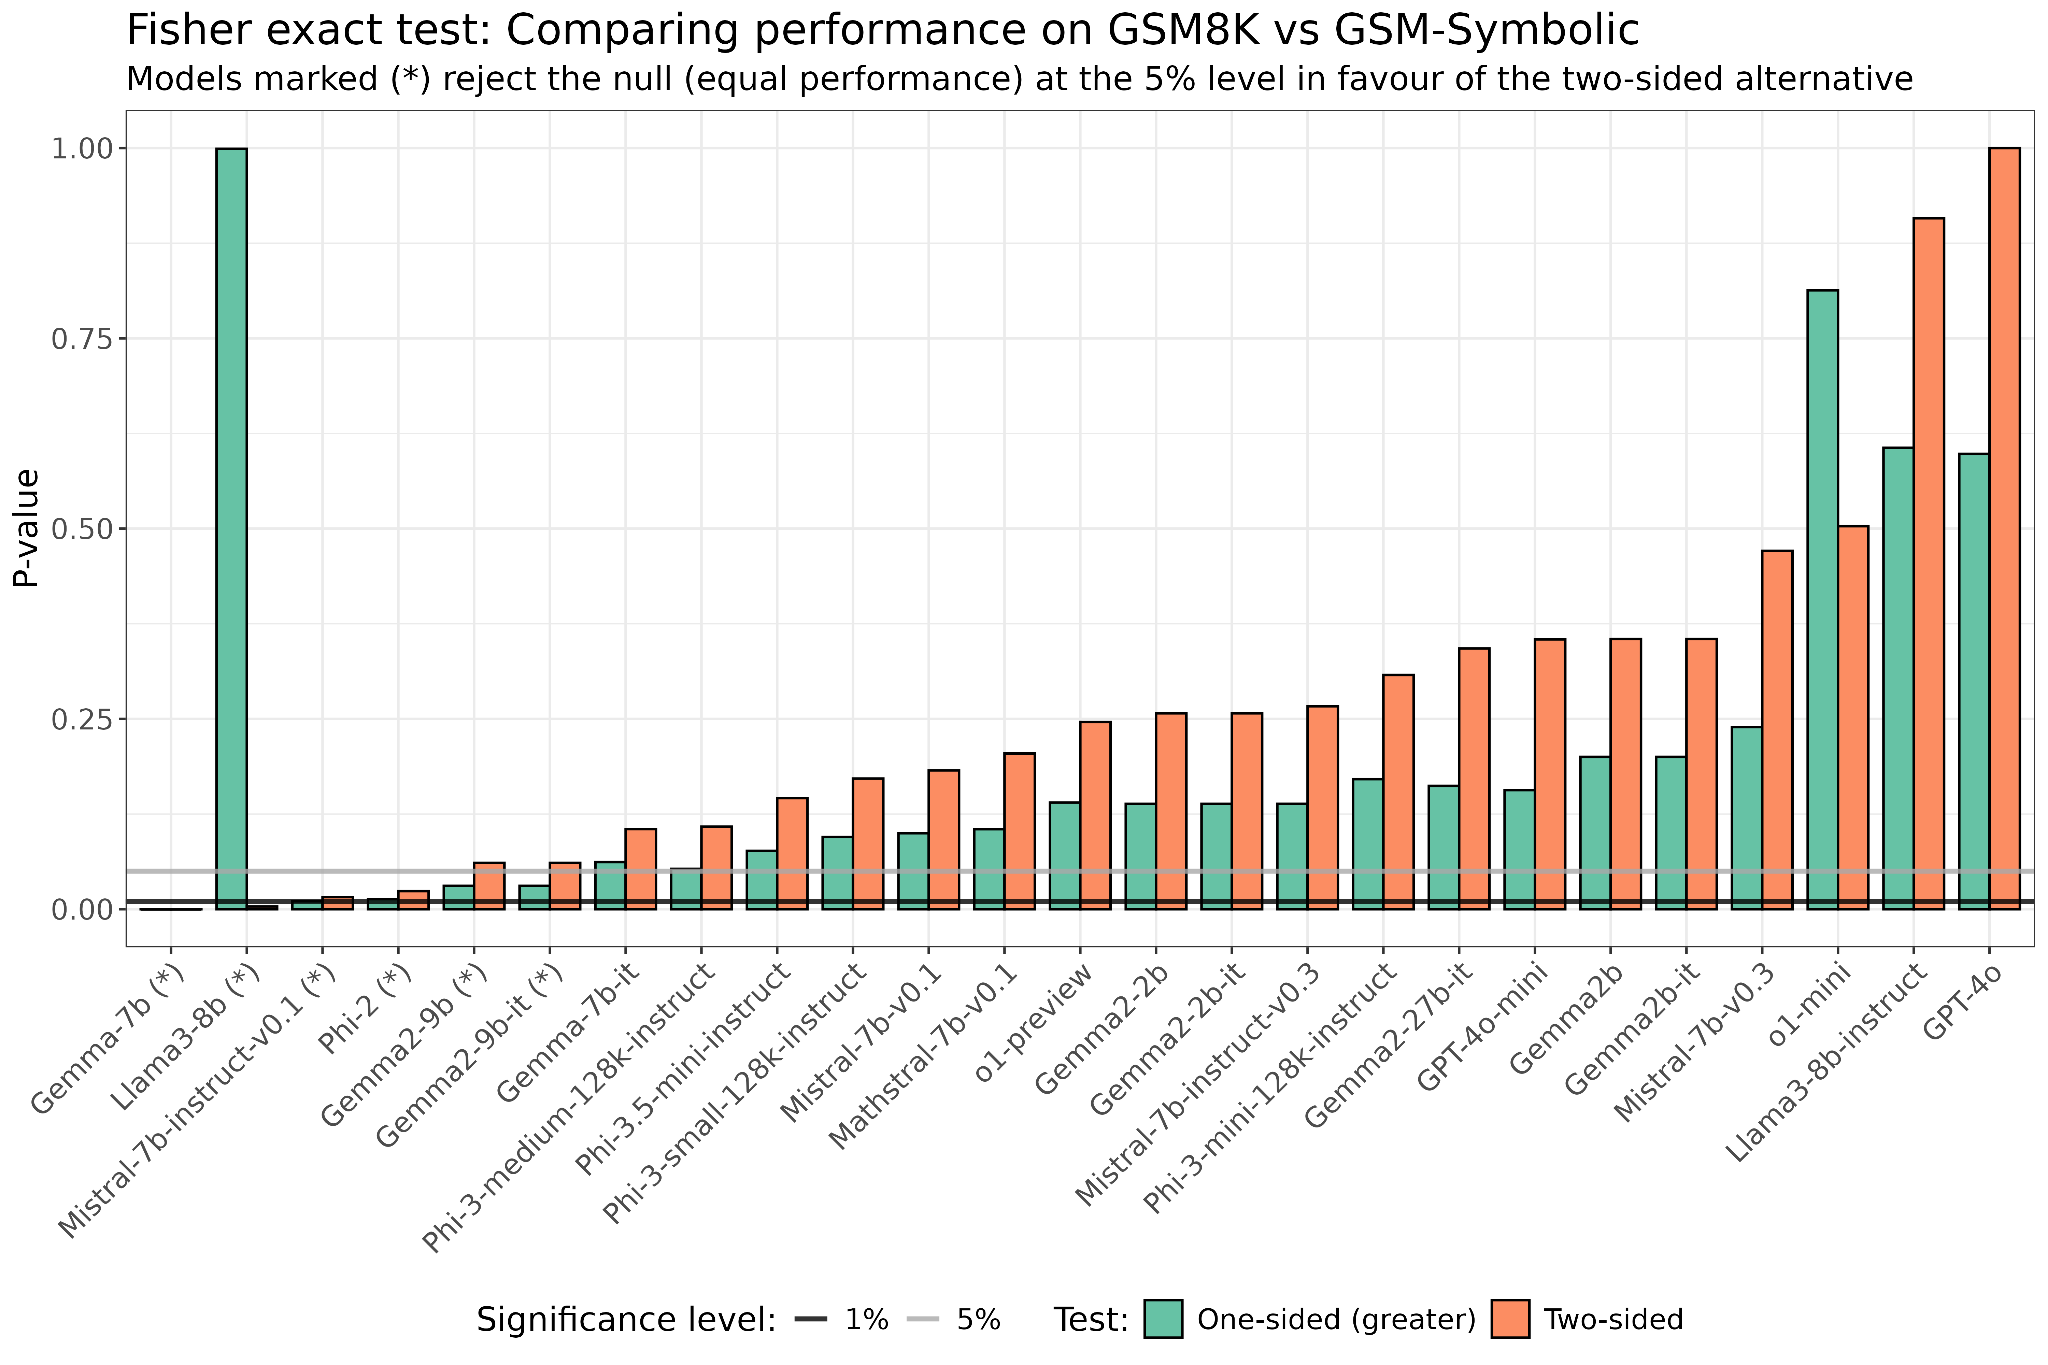 Fisher exact test: Comparing performance on GSM8K vs GSM-Symbolic
Models marked (*) reject the null (equal performance) at the 5% level in favour of the two-sided alternative
P-value
1.00
0.75
0.50
0.25
0.00
Gemma-7b (*)
Llama3-8b (*)
Mistral-7b-instruct-v0.1 (*)
Phi-2 (*)
Gemma2-9b (*)
Gemma2-9b-it (*)
Gemma-7b-it
Phi-3-medium-128k-instruct
Phi-3.5-mini-instruct
Phi-3-small-128k-instruct
Mistral-7b-v0.1
Mathstral-7b-v0.1
o1-preview
Gemma2-2b
Gemma2-2b-it
Mistral-7b-instruct-v0.3
Phi-3-mini-128k-instruct
Gemma2-27b-it
GPT-4o-mini
Gemma2b
Gemma2b-it
Mistral-7b-v0.3
o1-mini
Llama3-8b-instruct
GPT-4o
Significance level: 1% 5% Test: One-sided (greater) Two-sided